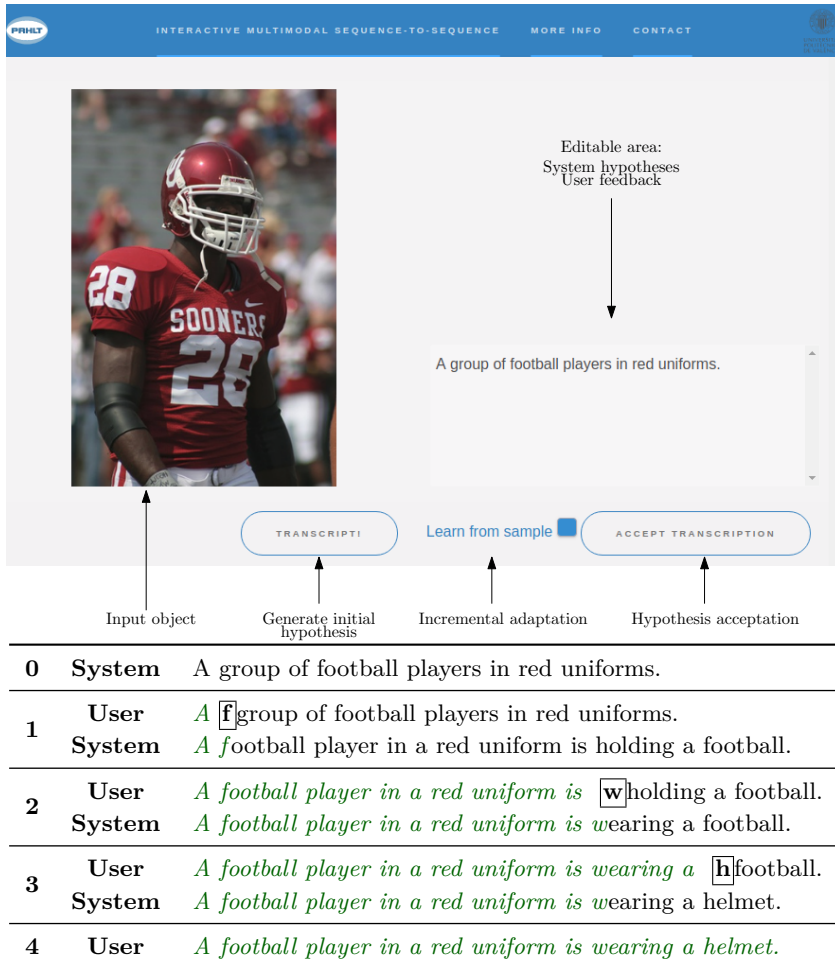 PRHLT
INTERACTIVE MULTIMODAL SEQUENCE-TO-SEQUENCE MORE INFO CONTACT
28
SOONERS
28
Editable area:
System hypotheses
User feedback
A group of football players in red uniforms.
TRANSCRIPT!
Learn from sample
ACCEPT TRANSCRIPTION
Input object
Generate initial
hypothesis
Incremental adaptation
Hypothesis acceptation
0 System A group of football players in red uniforms.
1
User A fgroup of football players in red uniforms.
System A football player in a red uniform is holding a football.
2
User A football player in a red uniform is wholding a football.
System A football player in a red uniform is wearing a football.
3
User A football player in a red uniform is wearing a hfootball.
System A football player in a red uniform is wearing a helmet.
4 User A football player in a red uniform is wearing a helmet.